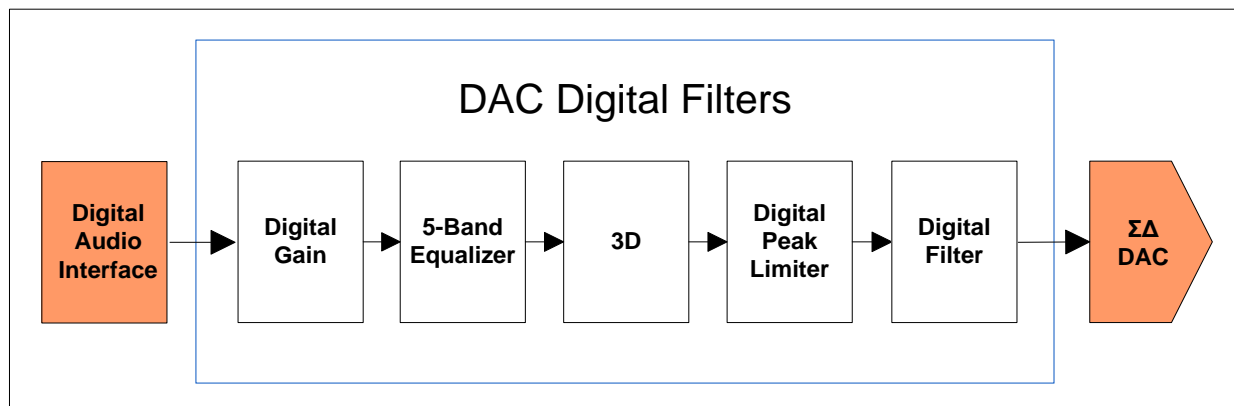 DAC Digital Filters
Digital
Audio
Interface
Digital
Gain
5-Band
Equalizer
3D
Digital
Peak
Limiter
Digital
Filter
ΣΔ
DAC